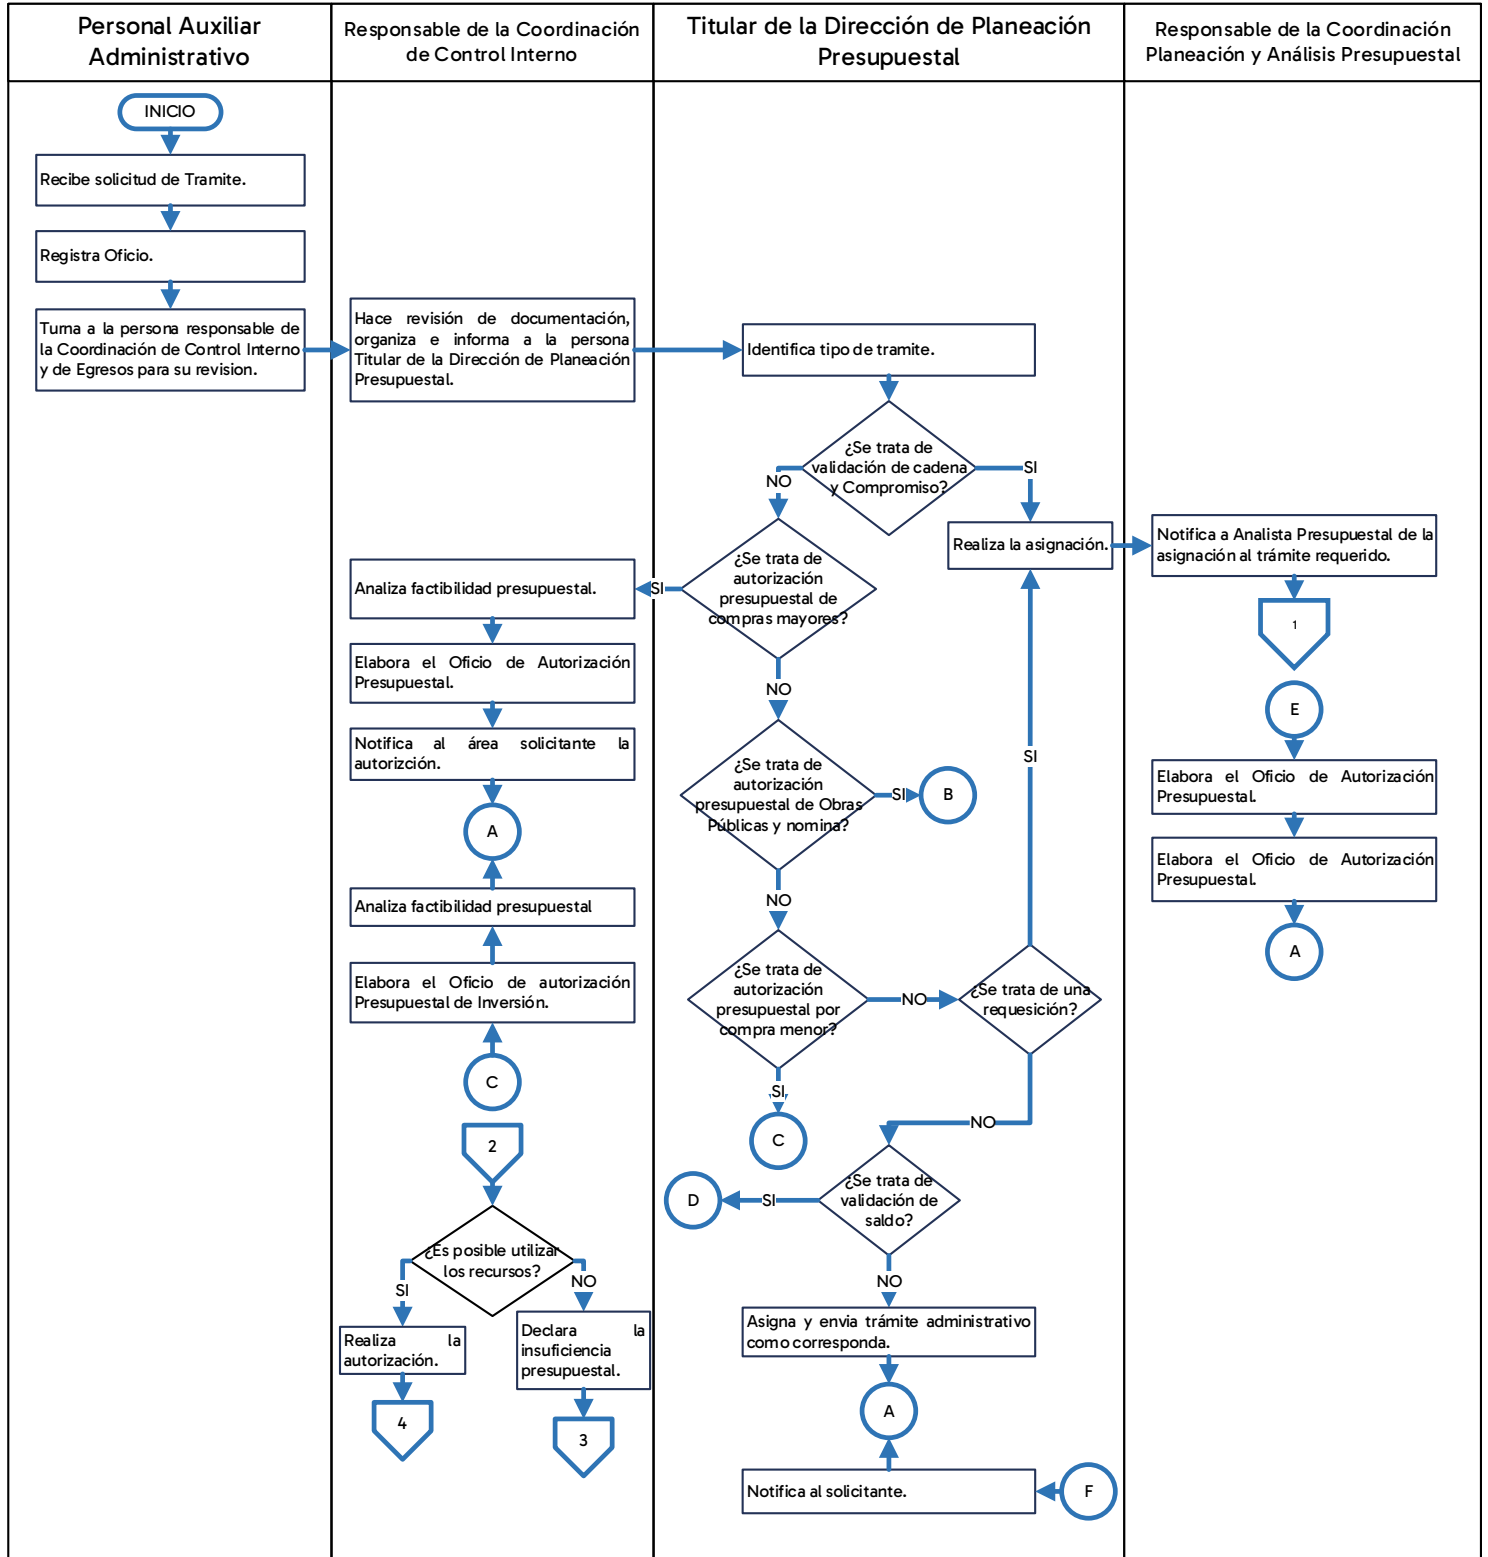 Personal Auxiliar
Administrativo
Responsable de la Coordinación
de Control Interno
Titular de la Dirección de Planeación
Presupuestal
Responsable de la Coordinación
Planeación y Análisis Presupuestal
INICIO
Recibe solicitud de Tramite.
Registra Oficio.
Turna a la persona responsable de
la Coordinación de Control Interno
y de Egresos para su revision.
Hace revisión de documentación,
organiza e informa a la persona
Titular de la Dirección de Planeación
Presupuestal.
Identifica tipo de tramite.
¿Se trata de
validación de cadena
y Compromiso?
NO
SI
Realiza la asignación.
Notifica a Analista Presupuestal de la
asignación al trámite requerido.
1
¿Se trata de
autorización
presupuestal de
compras mayores?
SI
NO
Analiza factibilidad presupuestal.
Elabora el Oficio de Autorización
Presupuestal.
Notifica al área solicitante la
autorizción.
A
Analiza factibilidad presupuestal
Elabora el Oficio de autorización
Presupuestal de Inversión.
C
¿Se trata de
autorización
presupuestal de Obras
Públicas y nomina?
SI
B
NO
SI
E
Elabora el Oficio de Autorización
Presupuestal.
Elabora el Oficio de Autorización
Presupuestal.
A
¿Se trata de
autorización
presupuestal por
compra menor?
NO
¿Se trata de una
requesición?
SI
C
NO
2
¿Es posible utilizar
los recursos?
SI
NO
Realiza la
autorización.
Declara la
insuficiencia
presupuestal.
4
3
¿Se trata de
validación de
saldo?
SI
D
NO
Asigna y envia trámite administrativo
como corresponda.
A
Notifica al solicitante.
F